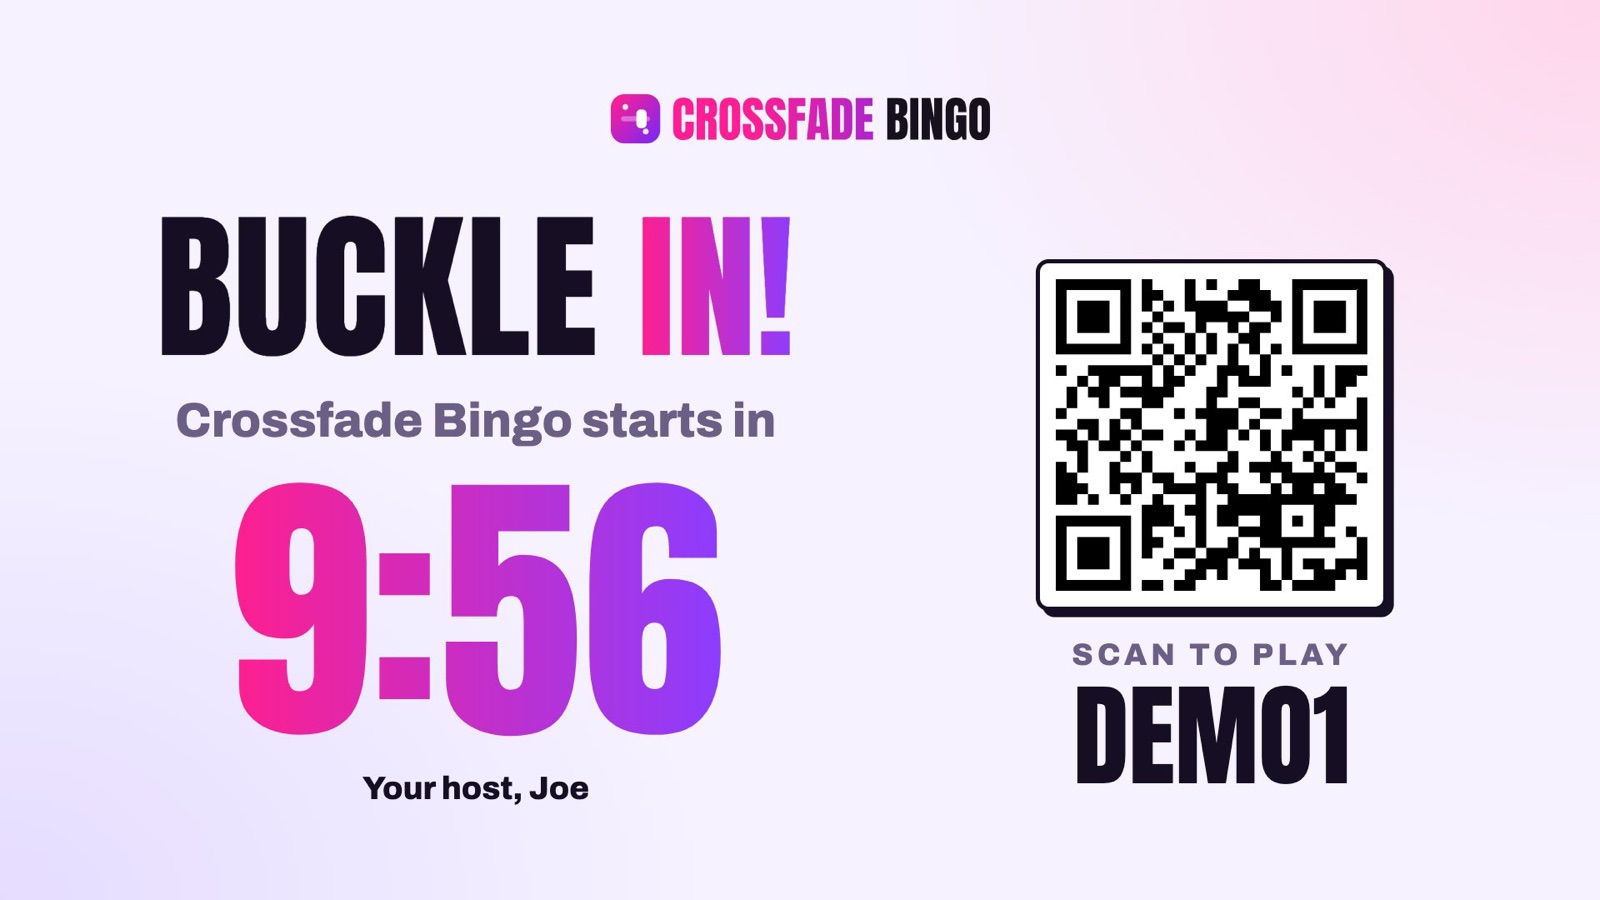 CROSSFADE BINGO
BUCKLE IN!
Crossfade Bingo starts in
9:56
Your host, Joe
SCAN TO PLAY
DEMO1